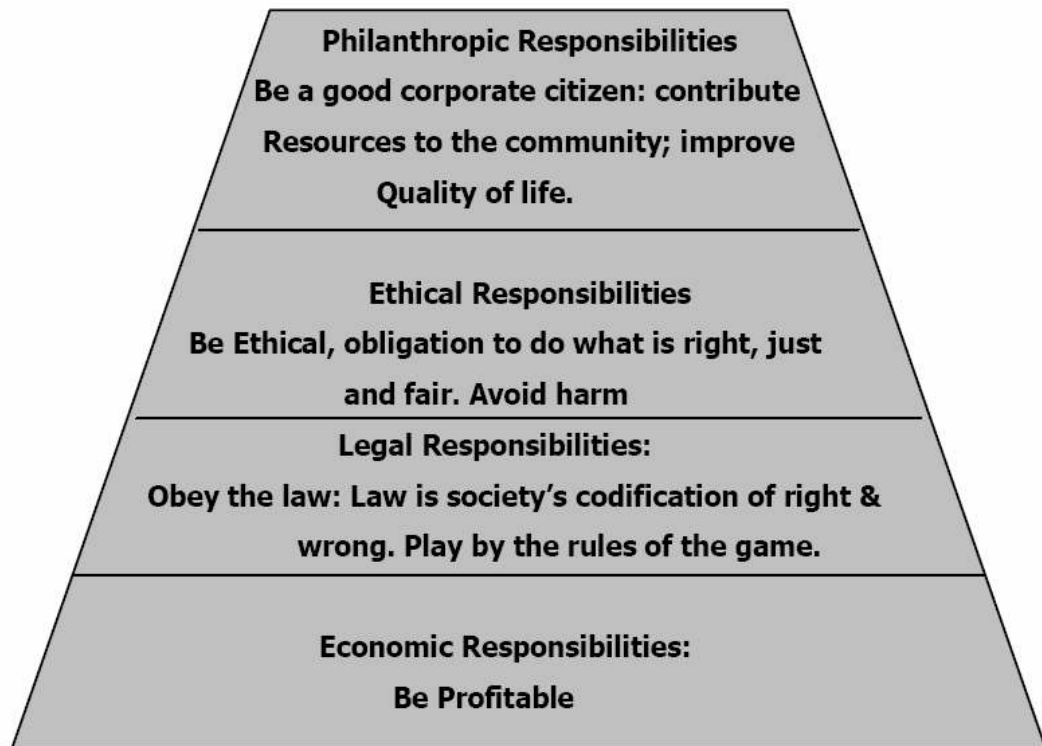 Philanthropic Responsibilities
Be a good corporate citizen: contribute
Resources to the community; improve
Quality of life.
Ethical Responsibilities
Be Ethical, obligation to do what is right, just
and fair. Avoid harm
Legal Responsibilities:
Obey the law: Law is society’s codification of right &
wrong. Play by the rules of the game.
Economic Responsibilities:
Be Profitable